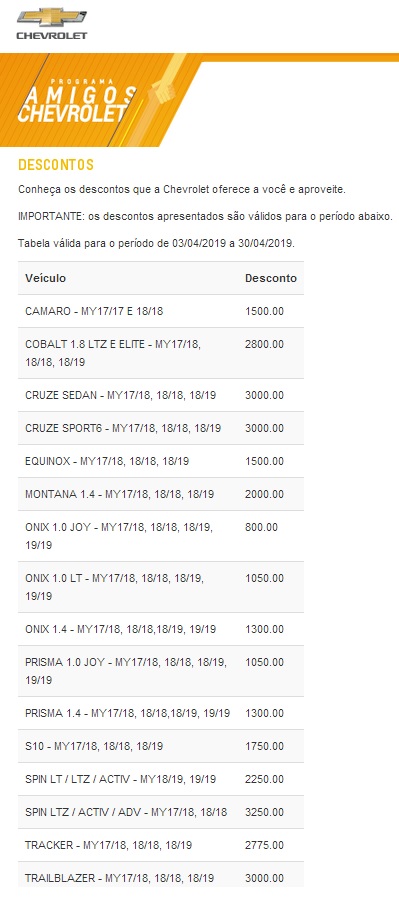 CHEVROLET
PROGRAMA
AMIGOS
CHEVROLET
DESCONTOS
Conheça os descontos que a Chevrolet oferece a você e aproveite.
IMPORTANTE: os descontos apresentados são válidos para o período abaixo.
Tabela válida para o período de 03/04/2019 a 30/04/2019.
Veículo Desconto
CAMARO - MY17/17 E 18/18 1500.00
COBALT 1.8 LTZ E ELITE - MY17/18, 2800.00
18/18, 18/19
CRUZE SEDAN - MY17/18, 18/18, 18/19 3000.00
CRUZE SPORT6 - MY17/18, 18/18, 18/19 3000.00
EQUINOX - MY17/18, 18/18, 18/19 1500.00
MONTANA 1.4 - MY17/18, 18/18, 18/19 2000.00
ONIX 1.0 JOY - MY17/18, 18/18, 18/19, 800.00
19/19
ONIX 1.0 LT - MY17/18, 18/18, 18/19, 1050.00
19/19
ONIX 1.4 - MY17/18, 18/18,18/19, 19/19 1300.00
PRISMA 1.0 JOY - MY17/18, 18/18, 18/19, 1050.00
19/19
PRISMA 1.4 - MY17/18, 18/18,18/19, 19/19 1300.00
S10 - MY17/18, 18/18, 18/19 1750.00
SPIN LT / LTZ / ACTIV - MY18/19, 19/19 2250.00
SPIN LTZ / ACTIV / ADV - MY17/18, 18/18 3250.00
TRACKER - MY17/18, 18/18, 18/19 2775.00
TRAILBLAZER - MY17/18, 18/18, 18/19 3000.00